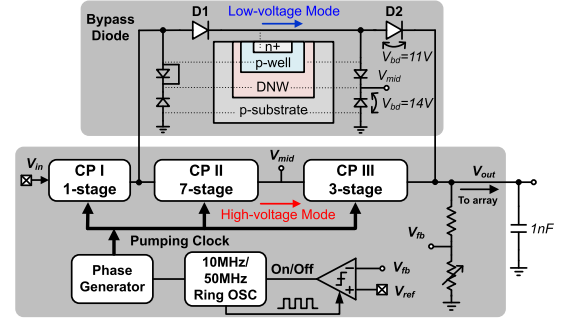 Bypass
Diode
D1
Low-voltage Mode
D2
n+
p-well
DNW
p-substrate
Vbd=11V
Vmid
Vbd=14V
Vin
CP I
1-stage
CP II
7-stage
Vmid
CP III
3-stage
Vout
To array
High-voltage Mode
Pumping Clock
Vfb
1nF
Phase
Generator
10MHz/
50MHz
Ring OSC
On/Off
Vfb
Vref